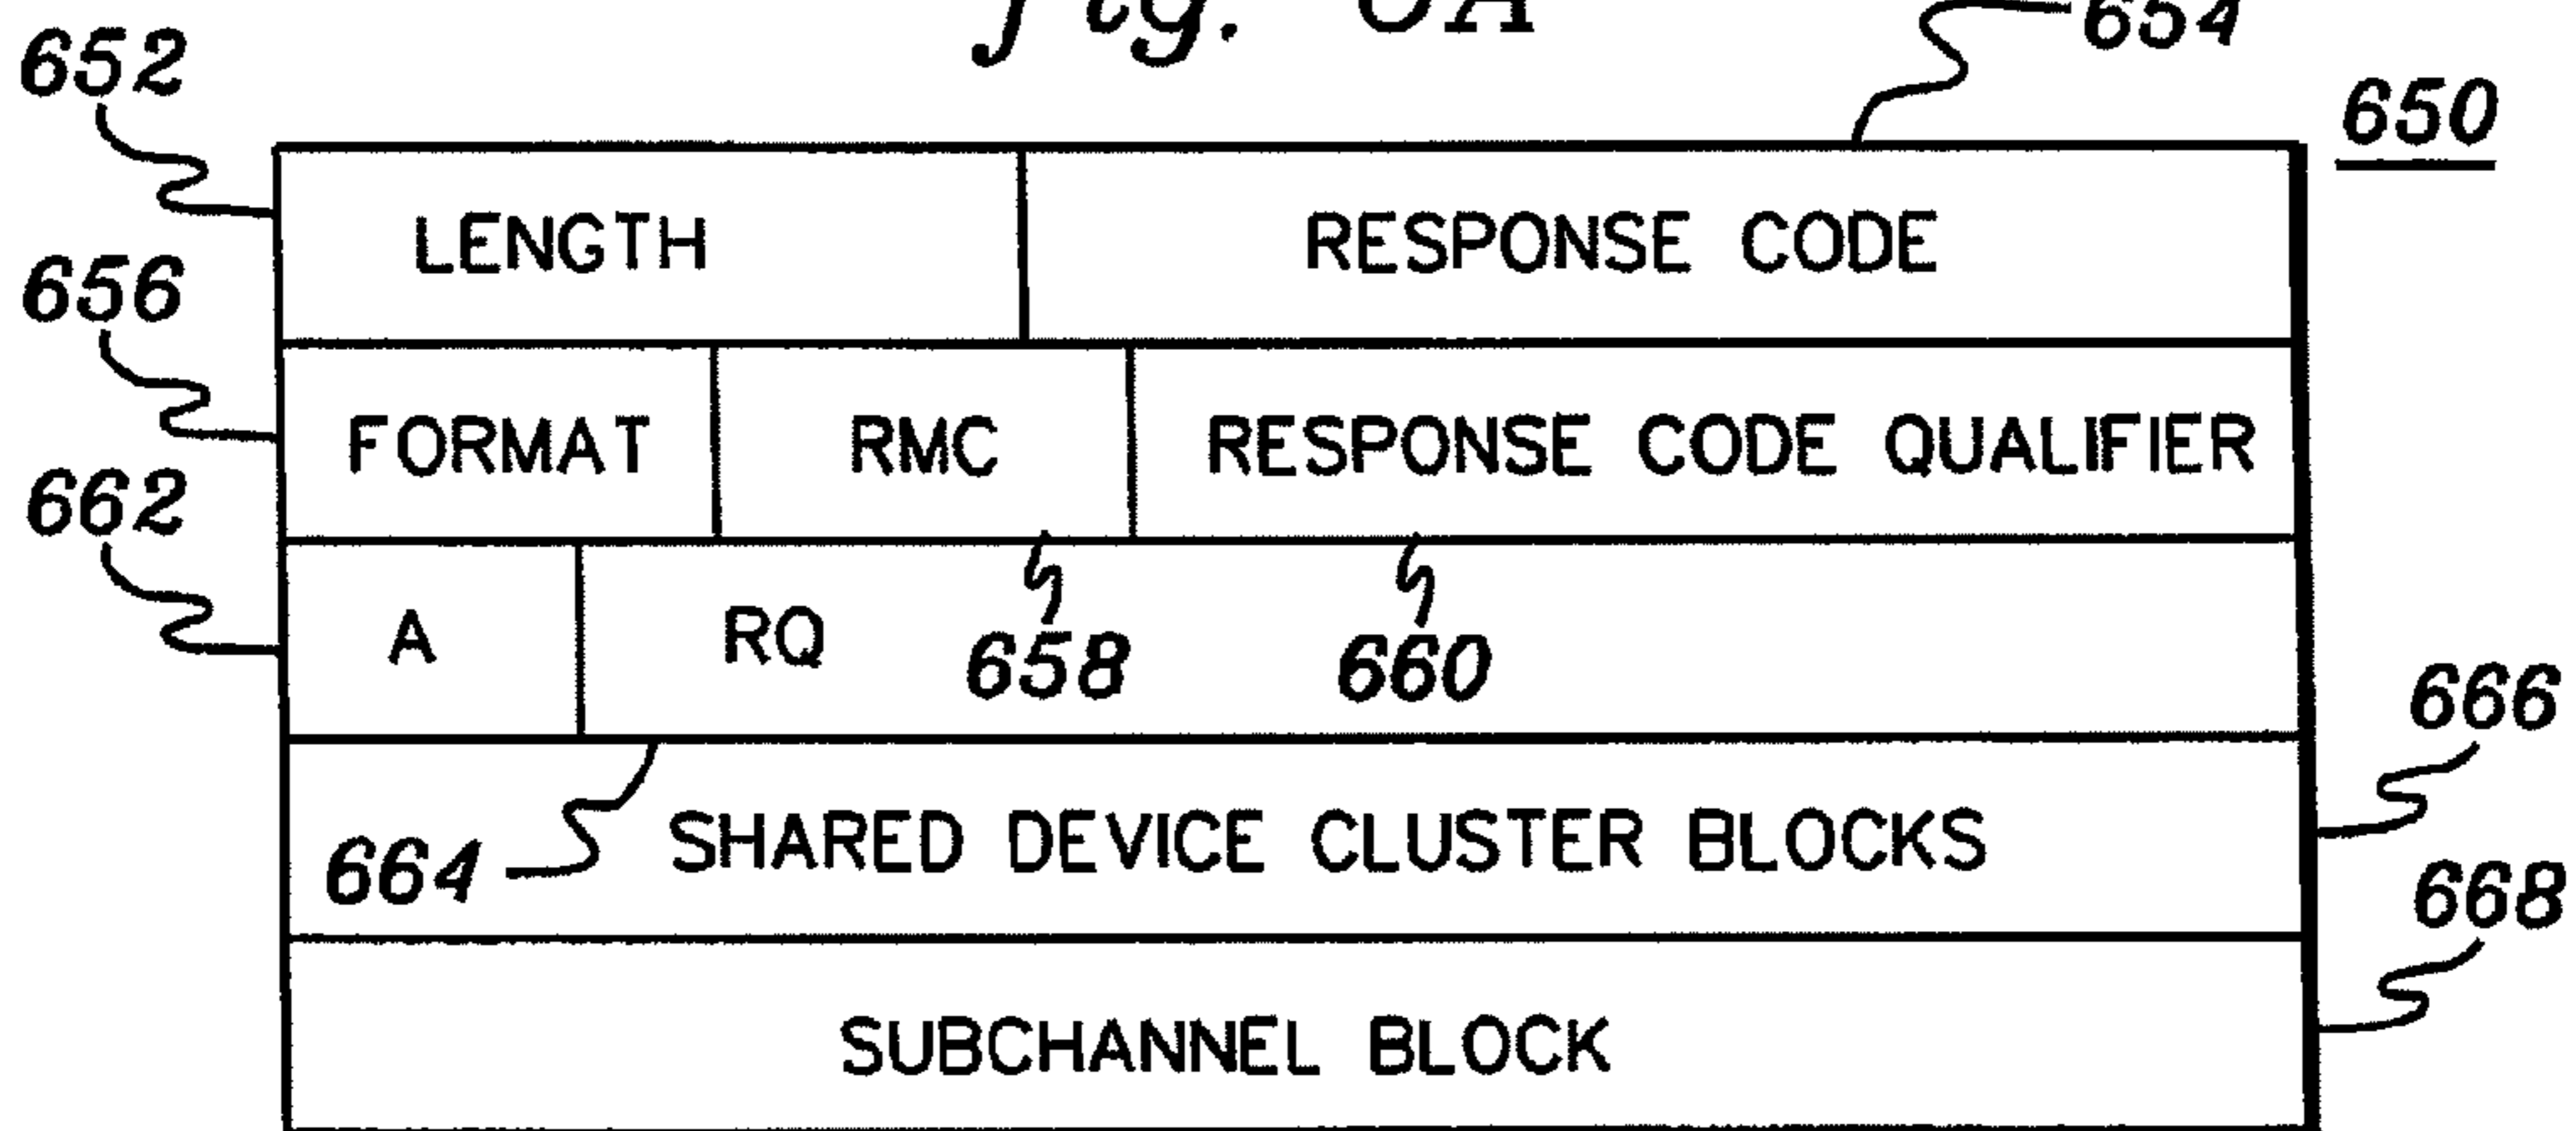 652
654
650
LENGTH RESPONSE CODE
656
FORMAT RMC RESPONSE CODE QUALIFIER
662
A RQ 658 660
666
664 SHARED DEVICE CLUSTER BLOCKS
668
SUBCHANNEL BLOCK